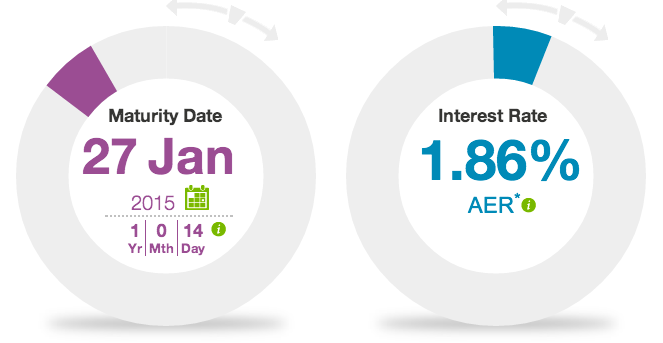 Maturity Date
27 Jan
2015
1 0 14 i
Yr Mth Day
Interest Rate
1.86%
AER* i